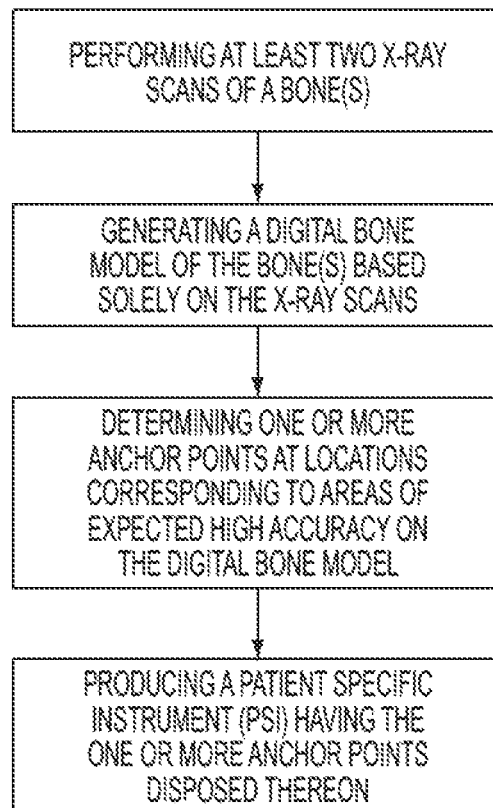 PERFORMING AT LEAST TWO X-RAY
SCANS OF A BONE(S)
GENERATING A DIGITAL BONE
MODEL OF THE BONE(S) BASED
SOLELY ON THE X-RAY SCANS
DETERMINING ONE OR MORE
ANCHOR POINTS AT LOCATIONS
CORRESPONDING TO AREAS OF
EXPECTED HIGH ACCURACY ON
THE DIGITAL BONE MODEL
PRODUCING A PATIENT SPECIFIC
INSTRUMENT (PSI) HAVING THE
ONE OR MORE ANCHOR POINTS
DISPOSED THEREON